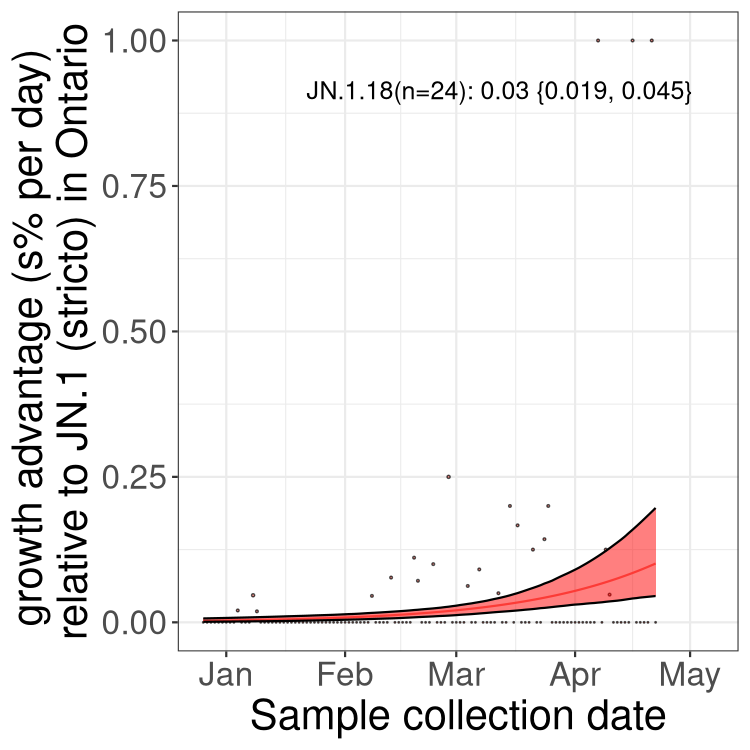 growth advantage (s% per day)
relative to JN.1 (stricto) in Ontario
1.00
0.75
0.50
0.25
0.00
JN.1.18(n=24): 0.03 {0.019, 0.045}
Jan Feb Mar Apr May
Sample collection date